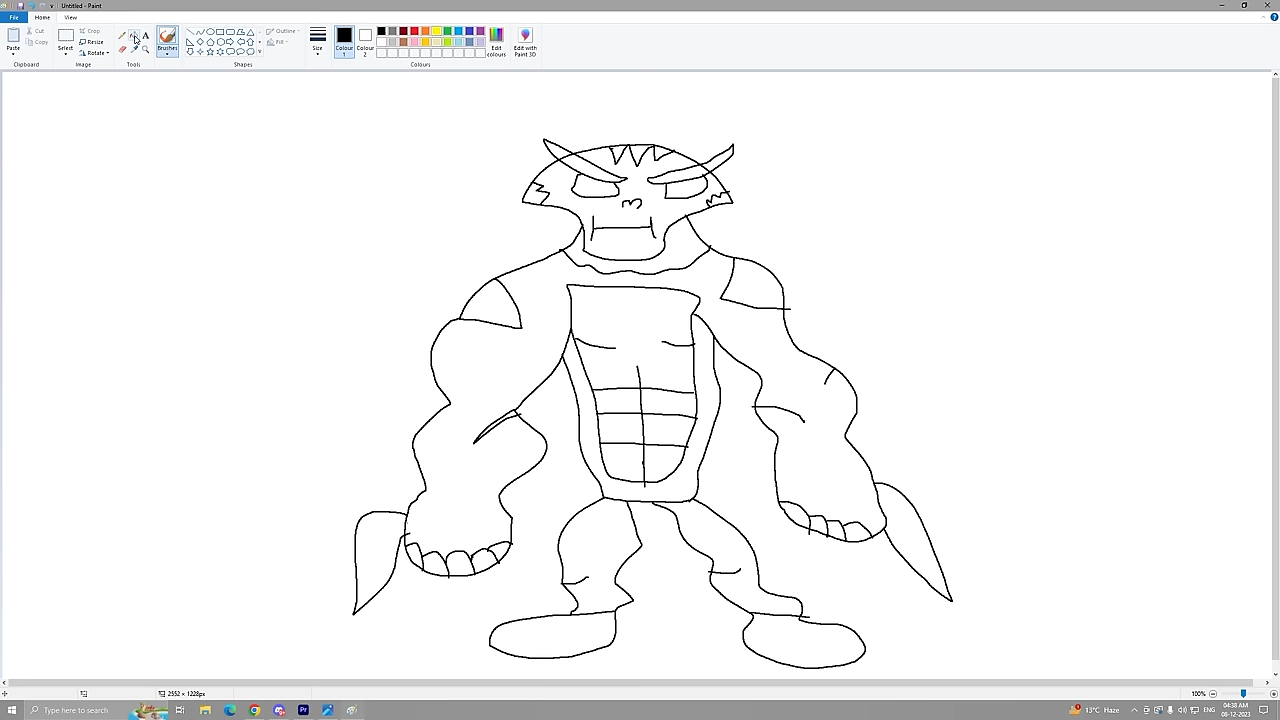 Untitled - Paint
File Home View
Paste
Cut
Copy
Clipboard
Select
Crop
Resize
Rotate
Image
A
Tools
Brushes
Shapes
Outline
Fill
Size
Colour 1
Colour 2
Edit colours
Colours
Edit with Paint 3D
2552 × 1228px
100%
Type here to search
Pr
13°C Haze
ENG
04:38 AM
08-12-2023